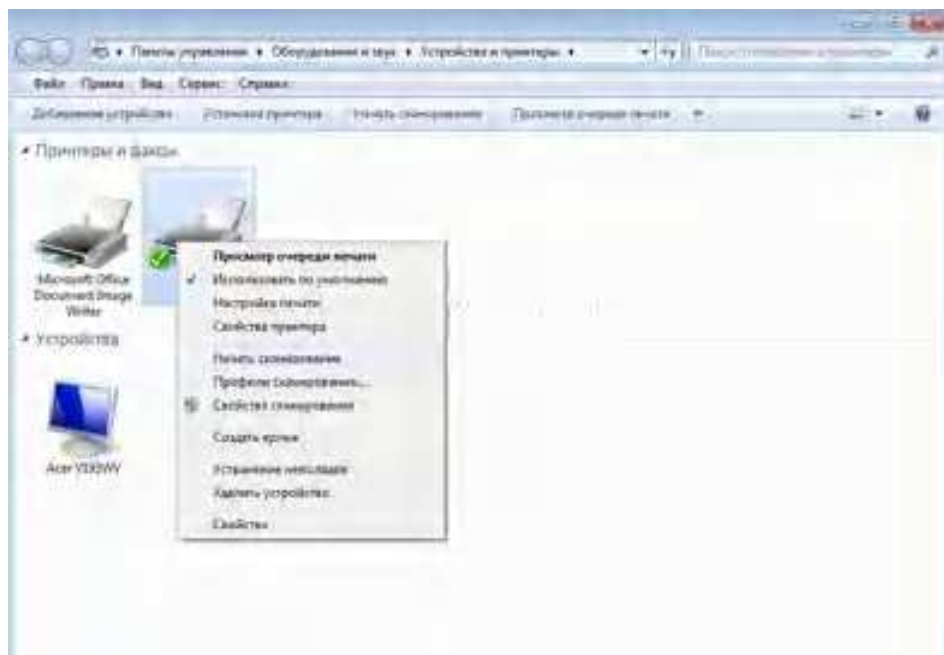 Панель управления Оборудование и звук Устройства и принтеры
Файл Правка Вид Сервис Справка
Добавление устройства Установка принтера Начать сканирование Просмотр очереди печати
Принтеры и факсы
Microsoft Office
Document Image
Writer
Просмотр очереди печати
Использовать по умолчанию
Настройка печати
Свойства принтера
Начать сканирование
Профили сканирования...
Свойства сканирования
Создать ярлык
Устранение неполадок
Удалить устройство
Свойства
Устройства